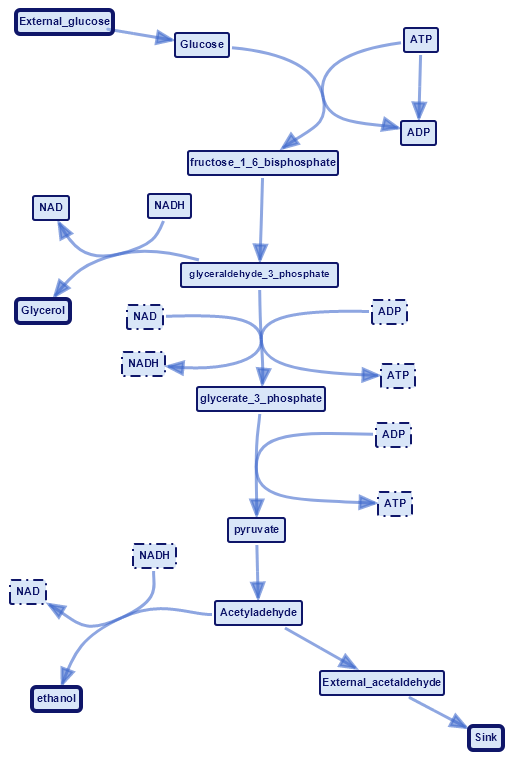 External_glucose
Glucose
ATP
ADP
fructose_1_6_bisphosphate
NAD
NADH
glyceraldehyde_3_phosphate
Glycerol
NAD
ADP
NADH
ATP
glycerate_3_phosphate
ADP
ATP
pyruvate
NADH
NAD
Acetyladehyde
External_acetaldehyde
ethanol
Sink